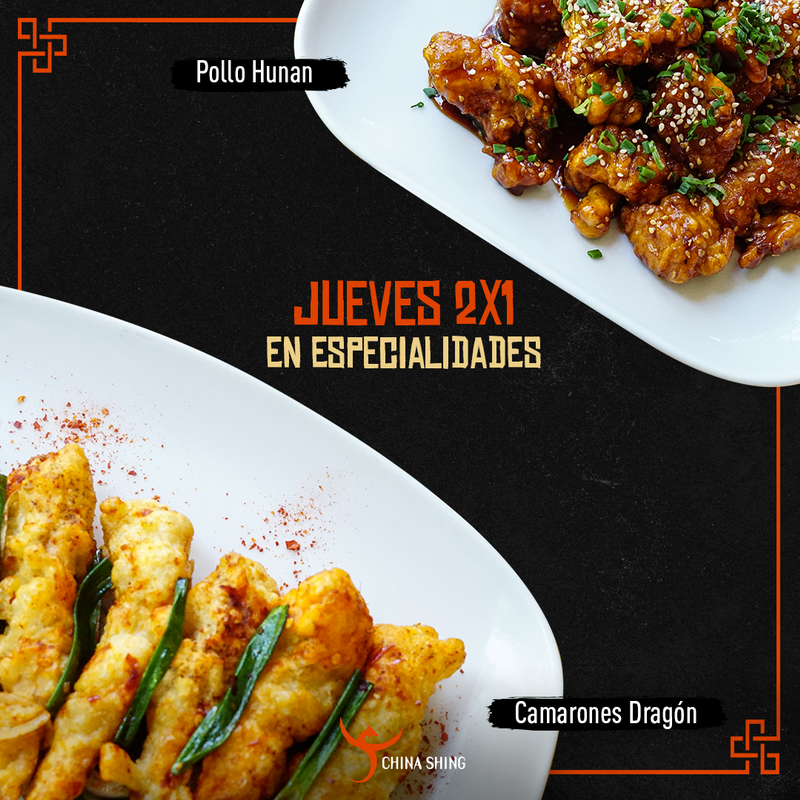 Pollo Hunan
JUEVES 2X1
EN ESPECIALIDADES
Camarones Dragón
CHINA SHING